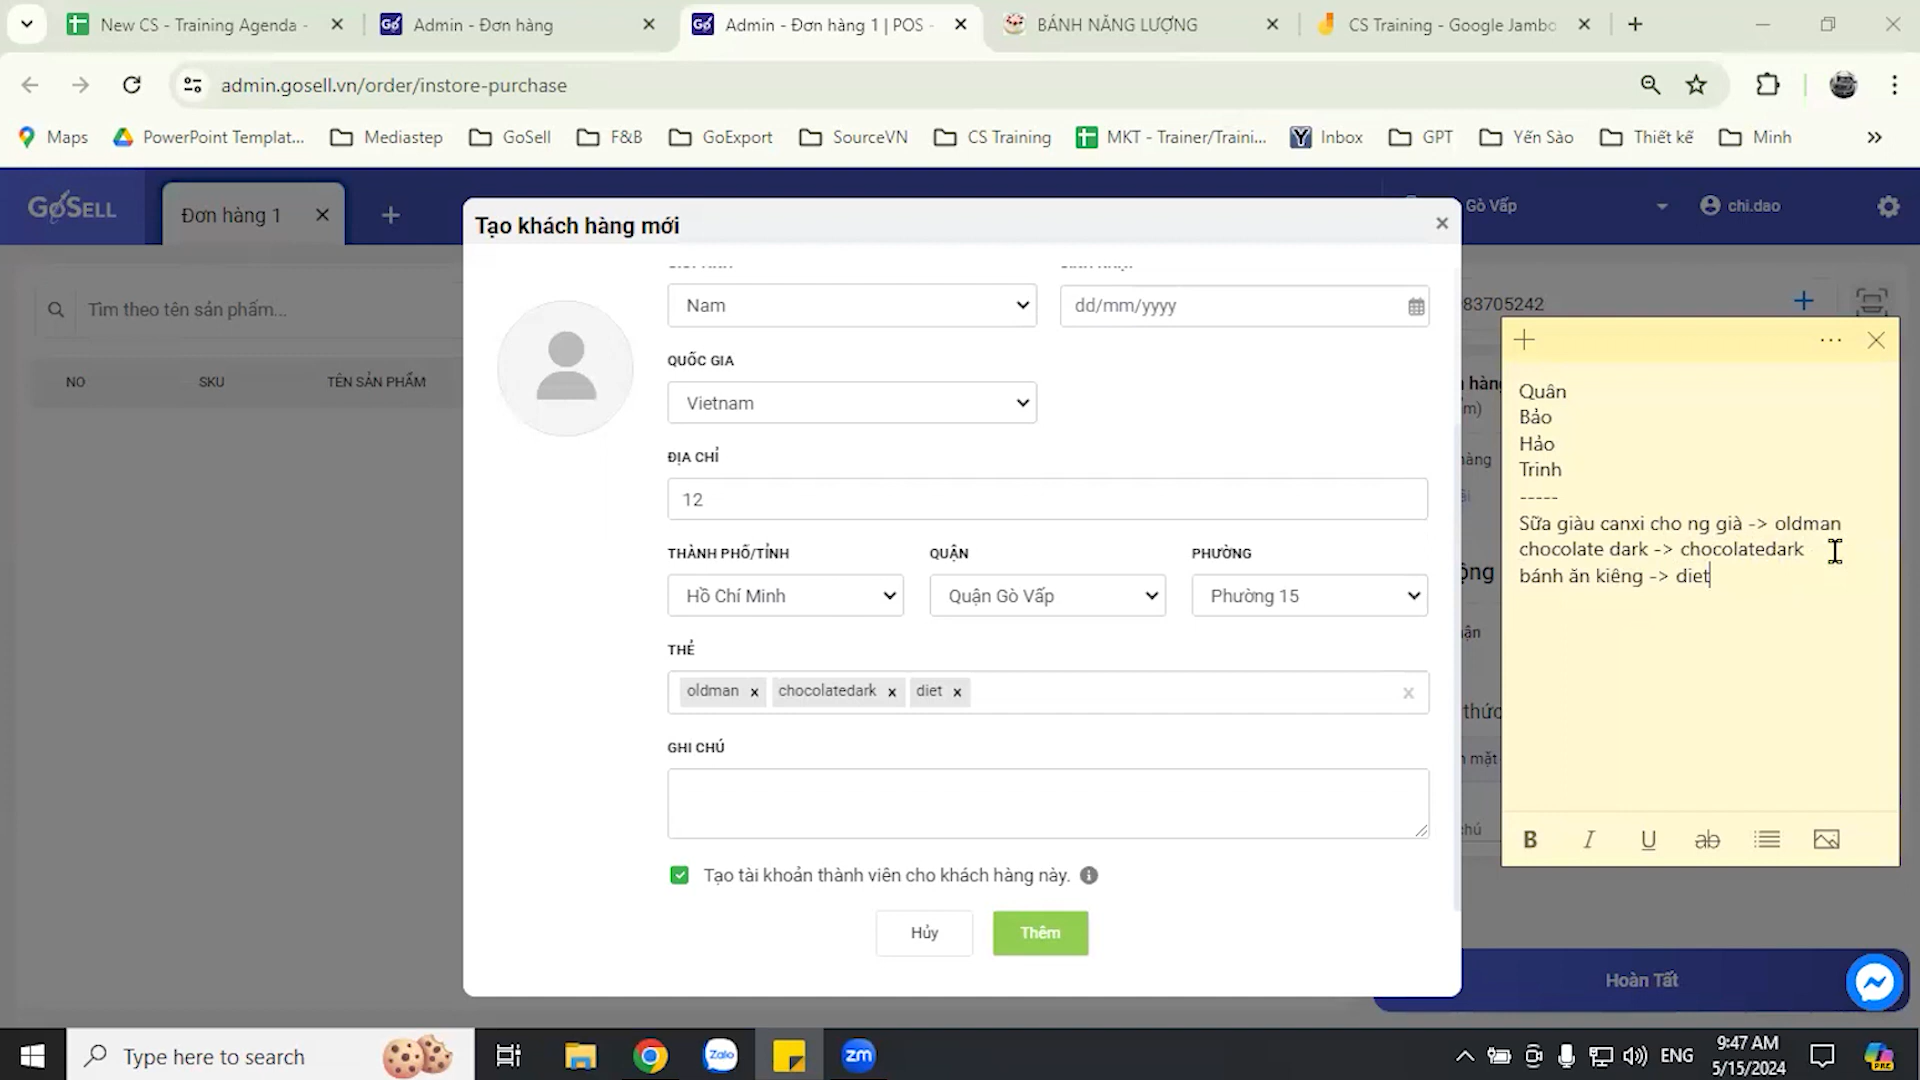 New CS - Training Agenda -
Admin - Đơn hàng
Admin - Đơn hàng 1 | POS -
BÁNH NĂNG LƯỢNG
CS Training - Google Jambo
admin.gosell.vn/order/instore-purchase
Maps
PowerPoint Templat...
Mediastep
GoSell
F&B
GoExport
SourceVN
CS Training
MKT - Trainer/Traini...
Inbox
GPT
Yến Sào
Thiết kế
Minh
GOSELL
Đơn hàng 1
Gò Vấp
chi.dao
Tạo khách hàng mới
Tìm theo tên sản phẩm...
83705242
NO
SKU
TÊN SẢN PHẨM
Nam
dd/mm/yyyy
QUỐC GIA
Vietnam
ĐỊA CHỈ
12
THÀNH PHỐ/TỈNH
QUẬN
PHƯỜNG
Hồ Chí Minh
Quận Gò Vấp
Phường 15
THẺ
oldman
chocolatedark
diet
GHI CHÚ
Tạo tài khoản thành viên cho khách hàng này.
Hủy
Thêm
Quân
Bảo
Hảo
Trinh
-----
Sữa giàu canxi cho ng già -> oldman
chocolate dark -> chocolatedark
bánh ăn kiêng -> diet
B I U ab
Hoàn Tất
Type here to search
Zalo
zm
ENG
9:47 AM
5/15/2024
PRE